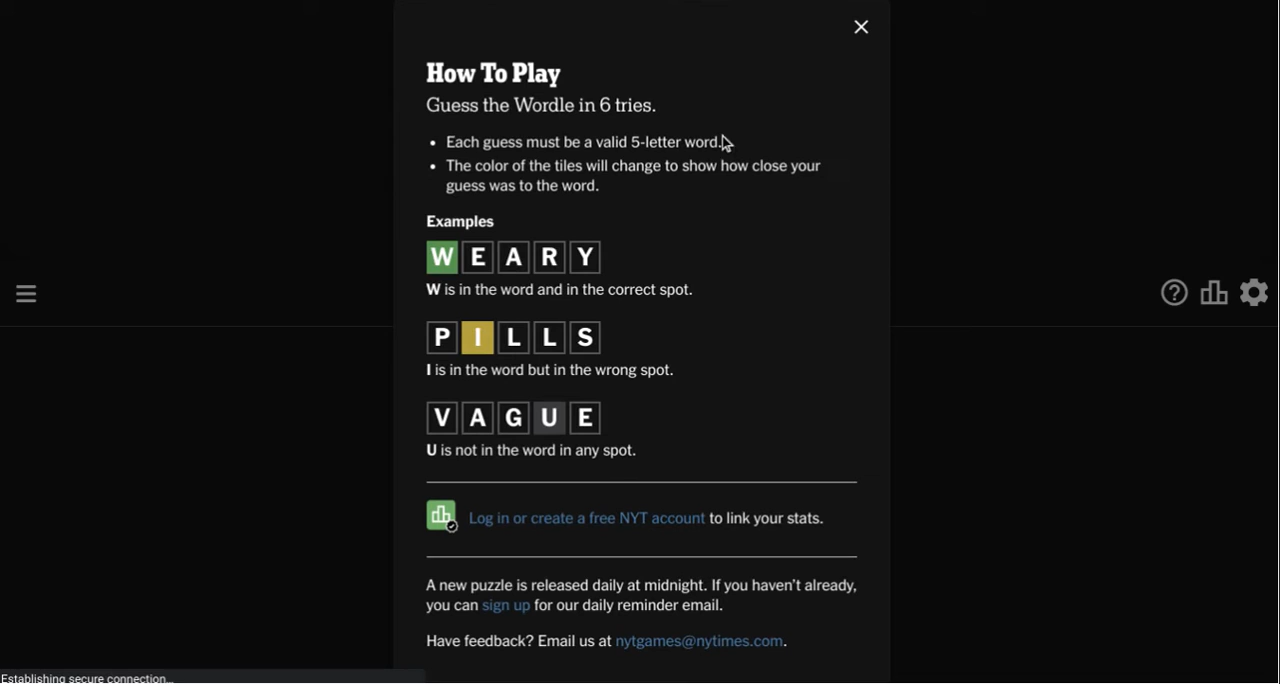 How To Play
Guess the Wordle in 6 tries.
• Each guess must be a valid 5-letter word.
• The color of the tiles will change to show how close your
guess was to the word.
Examples
W E A R Y
W is in the word and in the correct spot.
P I L L S
I is in the word but in the wrong spot.
V A G U E
U is not in the word in any spot.
Log in or create a free NYT account to link your stats.
A new puzzle is released daily at midnight. If you haven't already,
you can sign up for our daily reminder email.
Have feedback? Email us at nytgames@nytimes.com.
Establishing secure connection...